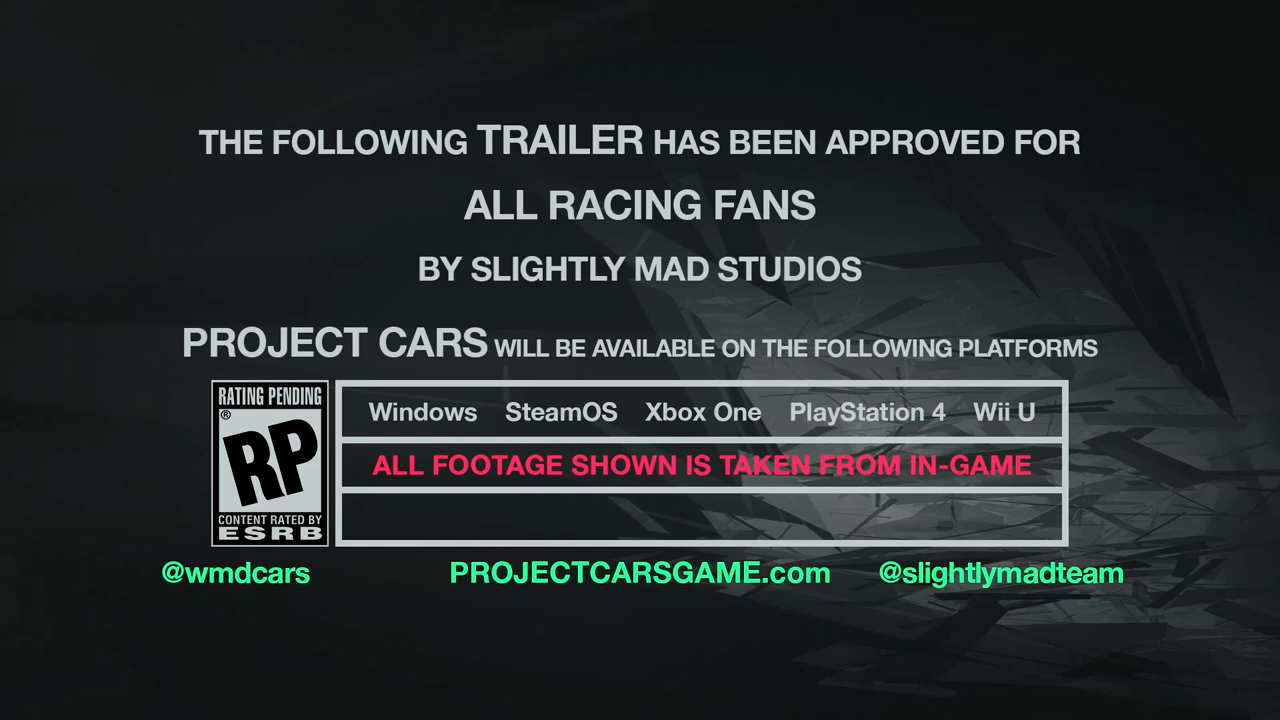 THE FOLLOWING TRAILER HAS BEEN APPROVED FOR
ALL RACING FANS
BY SLIGHTLY MAD STUDIOS
PROJECT CARS WILL BE AVAILABLE ON THE FOLLOWING PLATFORMS
RATING PENDING
®
RP
CONTENT RATED BY
ESRB
Windows SteamOS Xbox One PlayStation 4 Wii U
ALL FOOTAGE SHOWN IS TAKEN FROM IN-GAME
@wmdcars PROJECTCARSGAME.com @slightlymadteam